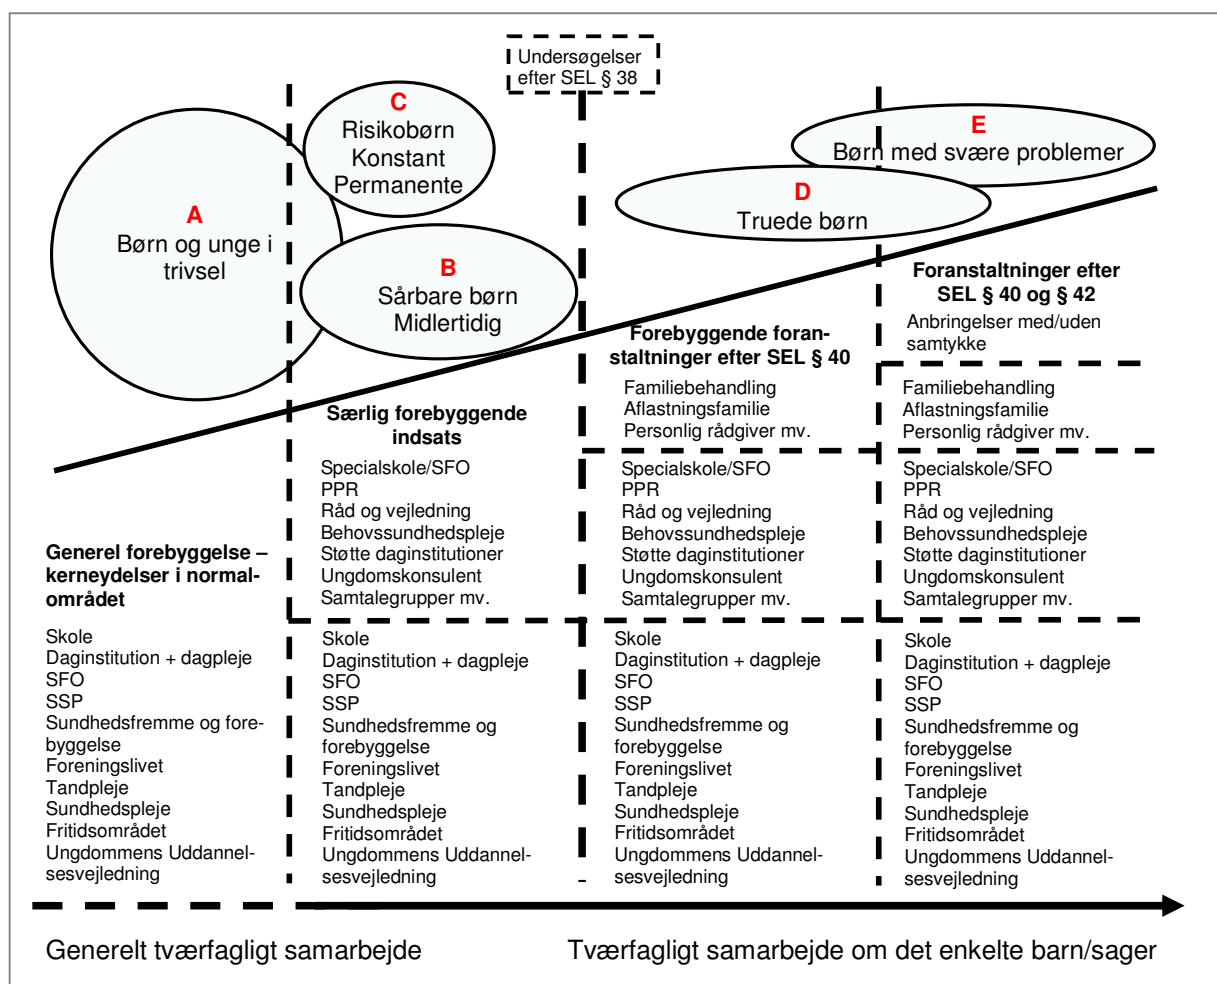 Undersøgelser
efter SEL § 38
A
Børn og unge i
trivsel
C
Risikobørn
Konstant
Permanente
B
Sårbare børn
Midlertidig
D
Truede børn
E
Børn med svære problemer
Generel forebyggelse –
kerneydelser i normal-
området
Skole
Daginstitution + dagpleje
SFO
SSP
Sundhedsfremme og fore-
byggelse
Foreningslivet
Tandpleje
Sundhedspleje
Fritidsområdet
Ungdommens Uddannel-
sesvejledning
Særlig forebyggende
indsats
Specialskole/SFO
PPR
Råd og vejledning
Behovssundhedspleje
Støtte daginstitutioner
Ungdomskonsulent
Samtalegrupper mv.
Skole
Daginstitution + dagpleje
SFO
SSP
Sundhedsfremme og
forebyggelse
Foreningslivet
Tandpleje
Sundhedspleje
Fritidsområdet
Ungdommens Uddannel-
sesvejledning
Forebyggende foran-
staltninger efter SEL § 40
Familiebehandling
Aflastningsfamilie
Personlig rådgiver mv.
Specialskole/SFO
PPR
Råd og vejledning
Behovssundhedspleje
Støtte daginstitutioner
Ungdomskonsulent
Samtalegrupper mv.
Skole
Daginstitution + dagpleje
SFO
SSP
Sundhedsfremme og
forebyggelse
Foreningslivet
Tandpleje
Sundhedspleje
Fritidsområdet
Ungdommens Uddannel-
sesvejledning
Foranstaltninger efter
SEL § 40 og § 42
Anbringelser med/uden
samtykke
Familiebehandling
Aflastningsfamilie
Personlig rådgiver mv.
Specialskole/SFO
PPR
Råd og vejledning
Behovssundhedspleje
Støtte daginstitutioner
Ungdomskonsulent
Samtalegrupper mv.
Skole
Daginstitution + dagpleje
SFO
SSP
Sundhedsfremme og
forebyggelse
Foreningslivet
Tandpleje
Sundhedspleje
Fritidsområdet
Ungdommens Uddannel-
sesvejledning
Generelt tværfagligt samarbejde
Tværfagligt samarbejde om det enkelte barn/sager